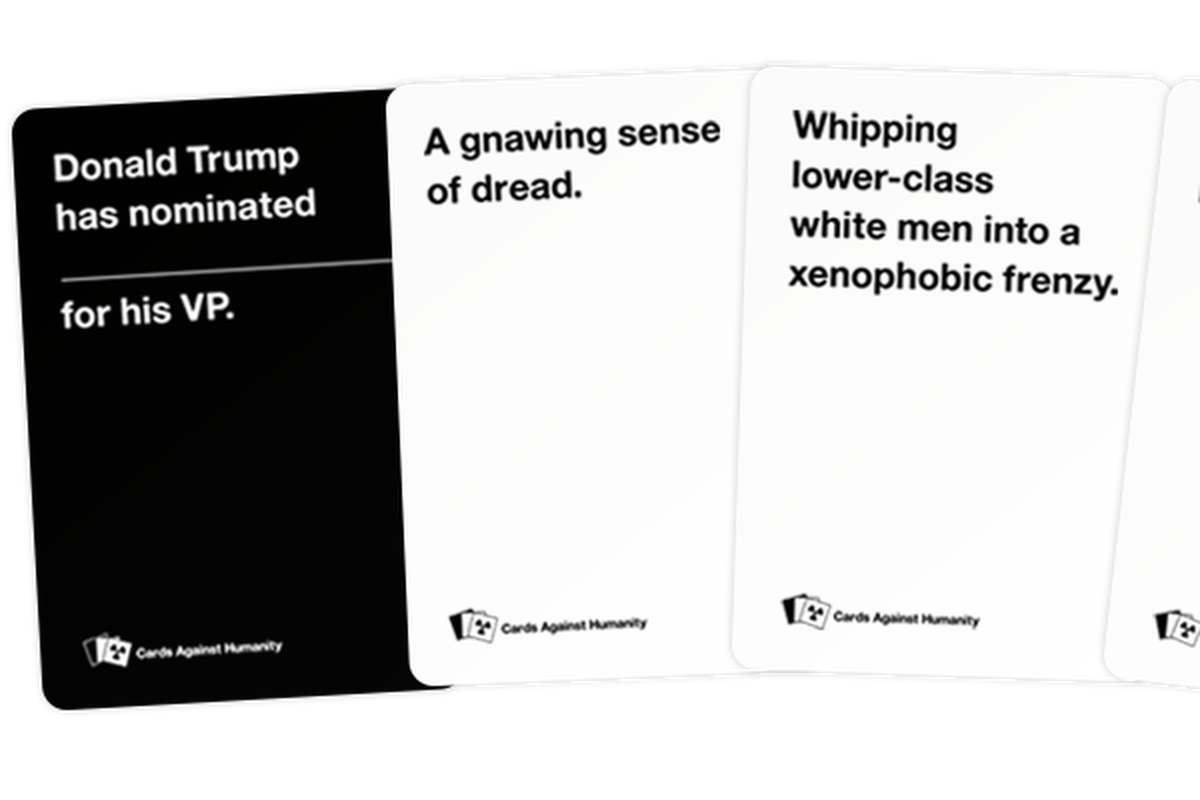 Donald Trump
has nominated
for his VP.
Cards Against Humanity
A gnawing sense
of dread.
Cards Against Humanity
Whipping
lower-class
white men into a
xenophobic frenzy.
Cards Against Humanity